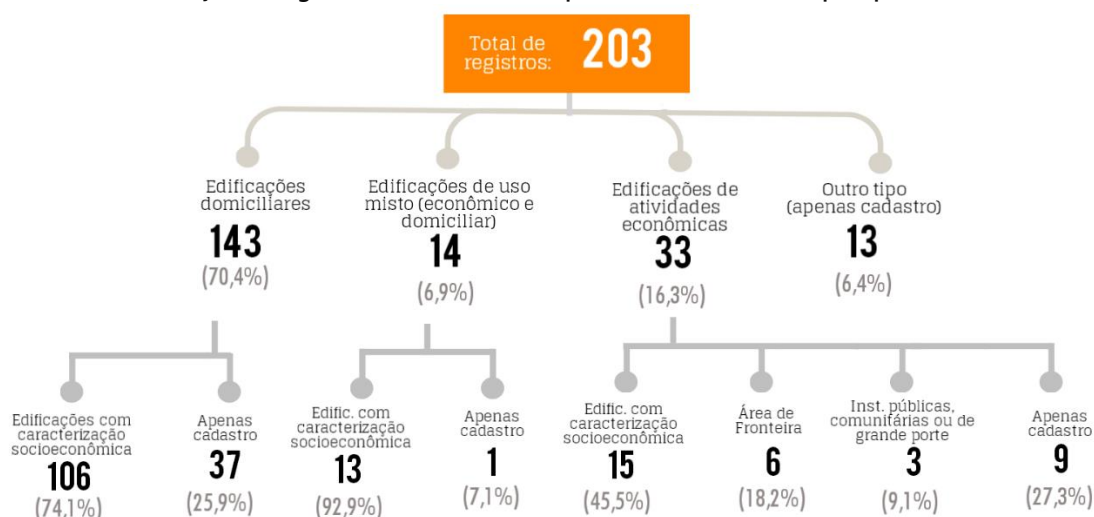 Total de
registros:
203
Edificações
domiciliares
143
(70,4%)
Edificações de uso
misto (econômico e
domiciliar)
14
(6,9%)
Edificações de
atividades
econômicas
33
(16,3%)
Outro tipo
(apenas cadastro)
13
(6,4%)
Edificações com
caracterização
socioeconômica
106
(74,1%)
Apenas
cadastro
37
(25,9%)
Edific. com
caracterização
socioeconômica
13
(92,9%)
Apenas
cadastro
1
(7,1%)
Edific. com
caracterização
socioeconômica
15
(45,5%)
Área de
Fronteira
6
(18,2%)
Inst. públicas,
comunitárias ou de
grande porte
3
(9,1%)
Apenas
cadastro
9
(27,3%)